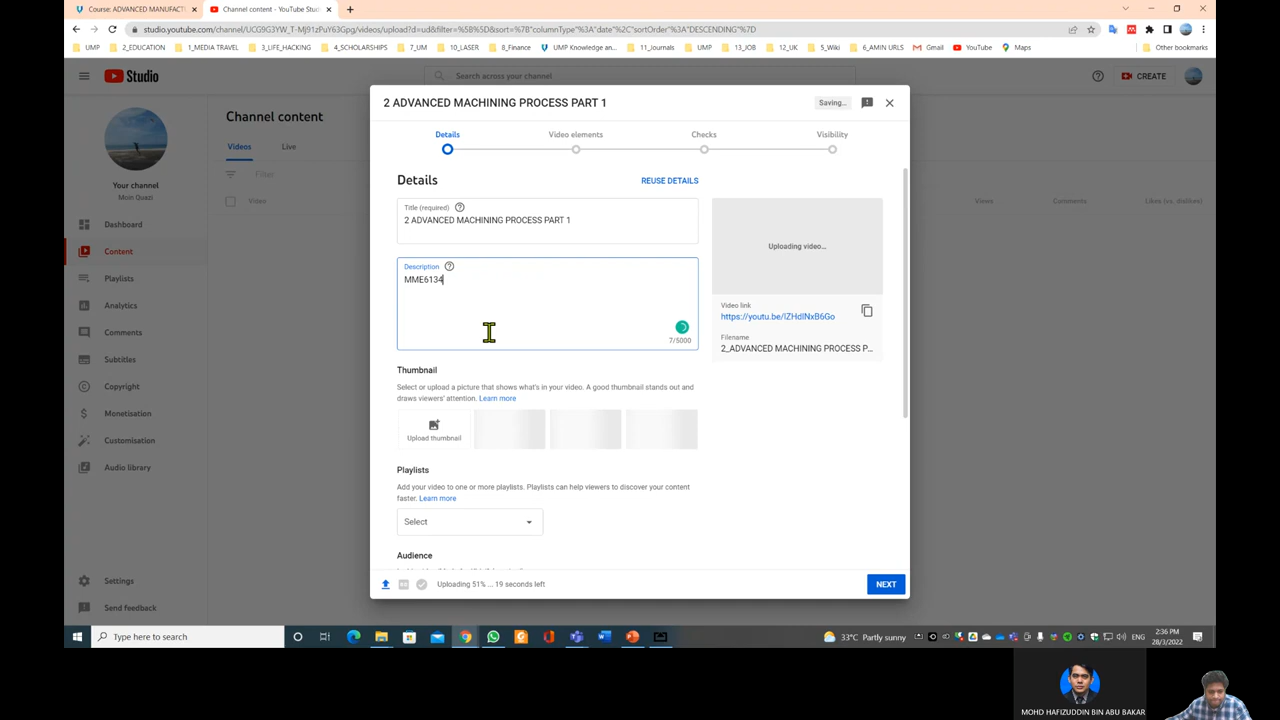 Course: ADVANCED MANUFACT
Channel content - YouTube Studi
studio.youtube.com/channel/UCG9G3YW_T-MJ91zPuY63Gpg/videos/upload?d=ud&filter=%5B%5D&sort=%7B"columnType"%3A"date"%2C"sortOrder"%3A"DESCENDING"%7D
UMP
2_EDUCATION
1_MEDIA TRAVEL
3_LIFE_HACKING
4_SCHOLARSHIPS
7_UM
10_LASER
8_Finance
UMP Knowledge an...
11_Journals
UMP
13_JOB
12_UK
5_Wiki
6_AMIN URLS
Gmail
YouTube
Maps
Other bookmarks
Studio
Search across your channel
CREATE
Your channel
Moin Quazi
Dashboard
Content
Playlists
Analytics
Comments
Subtitles
Copyright
Monetisation
Customisation
Audio library
Settings
Send feedback
Channel content
Videos
Live
Filter
Video
Views
Comments
Likes (vs. dislikes)
2 ADVANCED MACHINING PROCESS PART 1
Saving...
Details
Video elements
Checks
Visibility
Details
REUSE DETAILS
Title (required)
2 ADVANCED MACHINING PROCESS PART 1
Description
MME6134
7/5000
Uploading video...
Video link
https://youtu.be/lZHdINxB6Go
Filename
2_ADVANCED MACHINING PROCESS P...
Thumbnail
Select or upload a picture that shows what's in your video. A good thumbnail stands out and
draws viewers' attention. Learn more
Upload thumbnail
Playlists
Add your video to one or more playlists. Playlists can help viewers to discover your content
faster. Learn more
Select
Audience
Uploading 51% ... 19 seconds left
NEXT
Type here to search
33°C Partly sunny
ENG
2:36 PM
28/3/2022
MOHD HAFIZUDDIN BIN ABU BAKAR